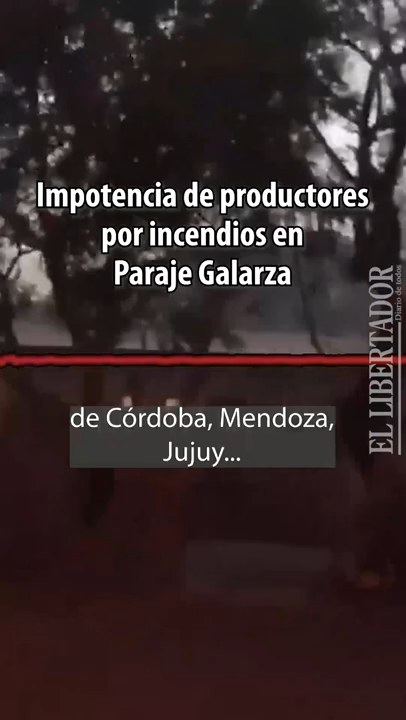 Impotencia de productores
por incendios en
Paraje Galarza
EL LIBERTADOR
Diario de todos
de Córdoba, Mendoza,
Jujuy...